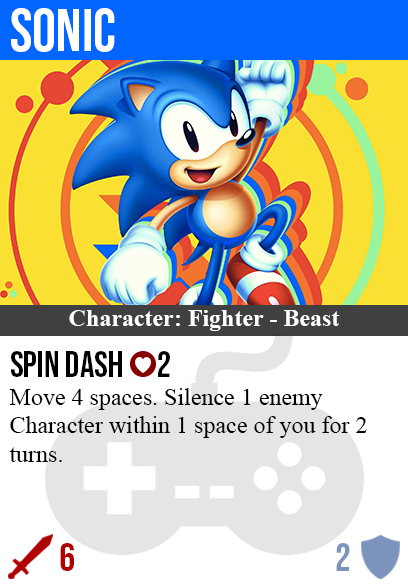 SONIC
Character: Fighter - Beast
SPIN DASH 2
Move 4 spaces. Silence 1 enemy
Character within 1 space of you for 2
turns.
6 2